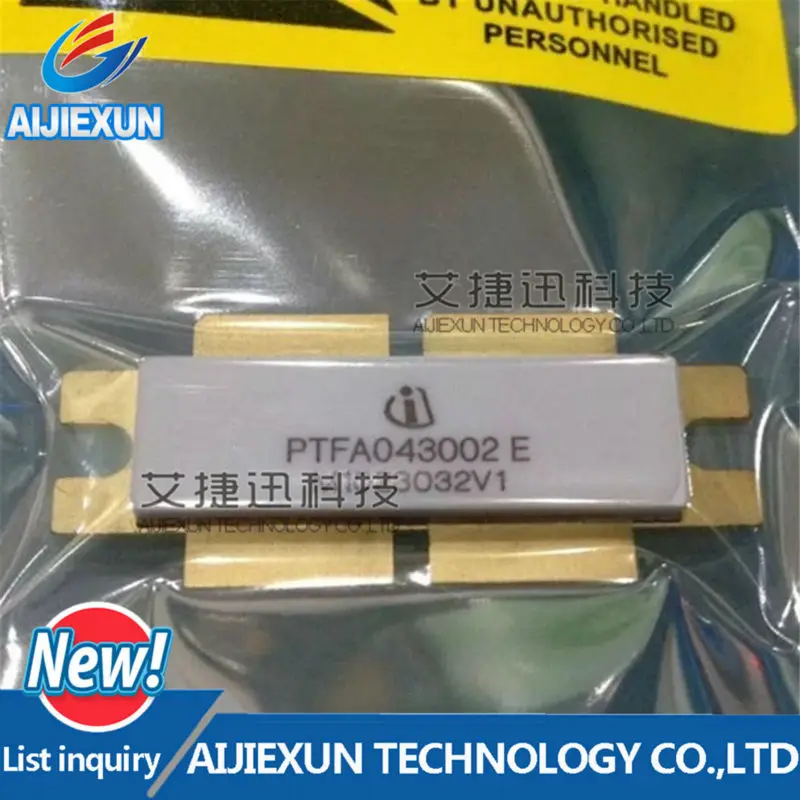 HANDLED
BY UNAUTHORISED
PERSONNEL
AIJIEXUN
艾捷迅科技
AIJIEXUN TECHNOLOGY CO.,LTD
PTFA043002 E
艾捷迅科技
AIJIEXUN TECHNOLOGY CO.,LTD
New!
List inquiry
AIJIEXUN TECHNOLOGY CO.,LTD